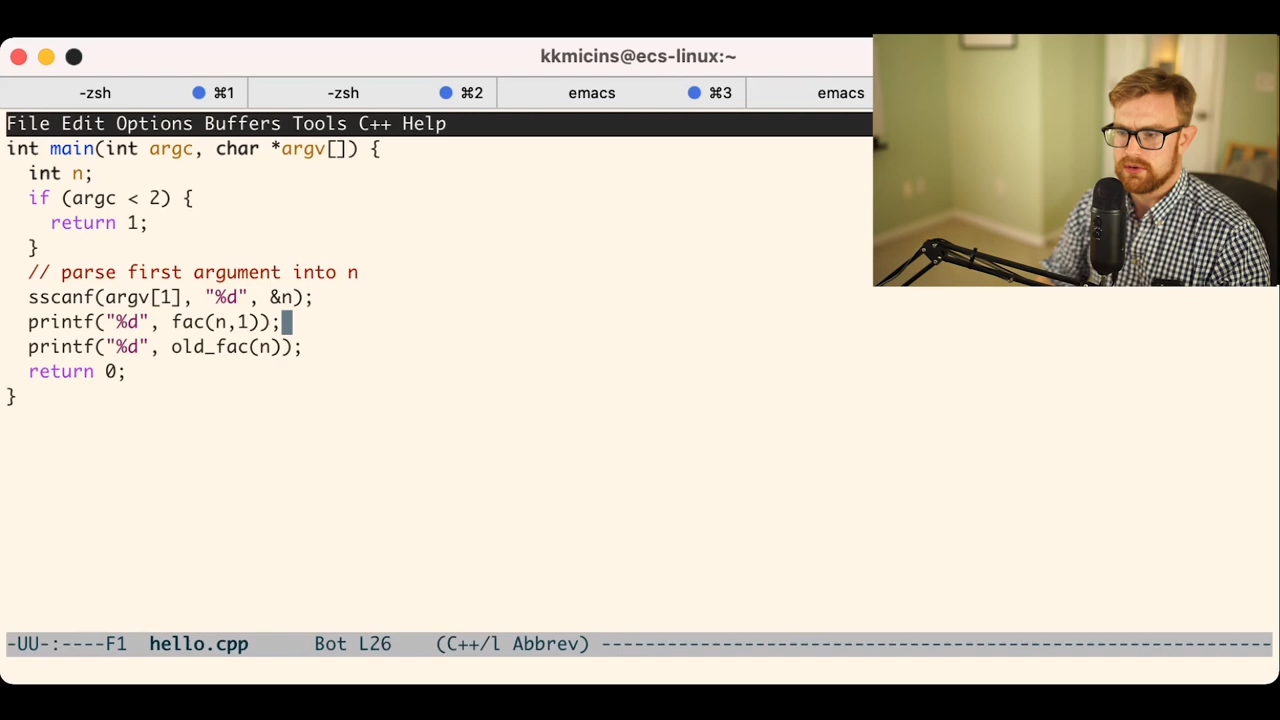 kkmicins@ecs-linux:~
-zsh ⌘1 -zsh ⌘2 emacs ⌘3 emacs
File Edit Options Buffers Tools C++ Help
int main(int argc, char *argv[]) {
  int n;
  if (argc < 2) {
    return 1;
  }
  // parse first argument into n
  sscanf(argv[1], "%d", &n);
  printf("%d", fac(n,1));
  printf("%d", old_fac(n));
  return 0;
}
-UU-:----F1  hello.cpp      Bot L26    (C++/l Abbrev) -------------------------------------------------------------